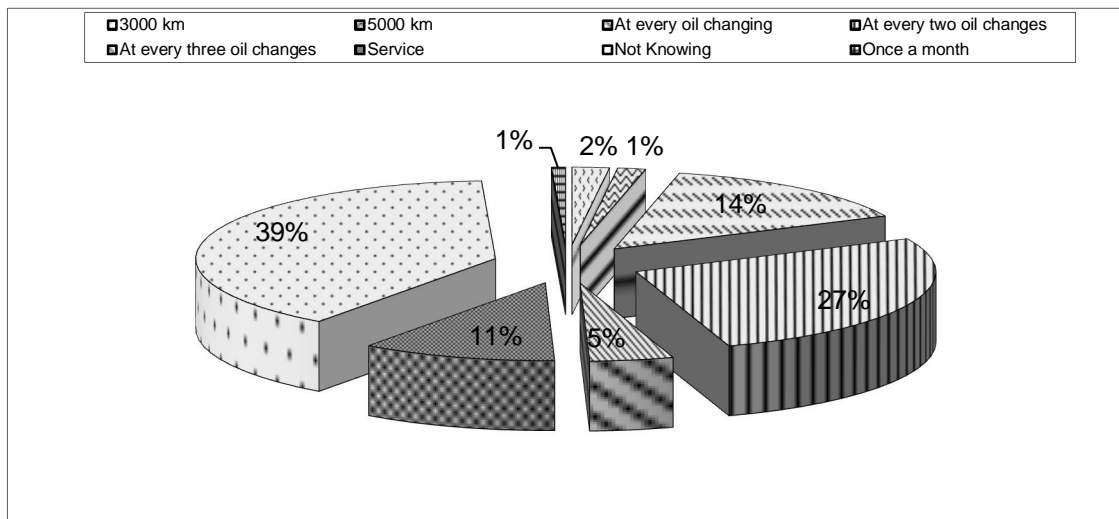 3000 km 5000 km At every oil changing At every two oil changes
At every three oil changes Service Not Knowing Once a month
1% 2% 1%
14%
39%
27%
11% 5%